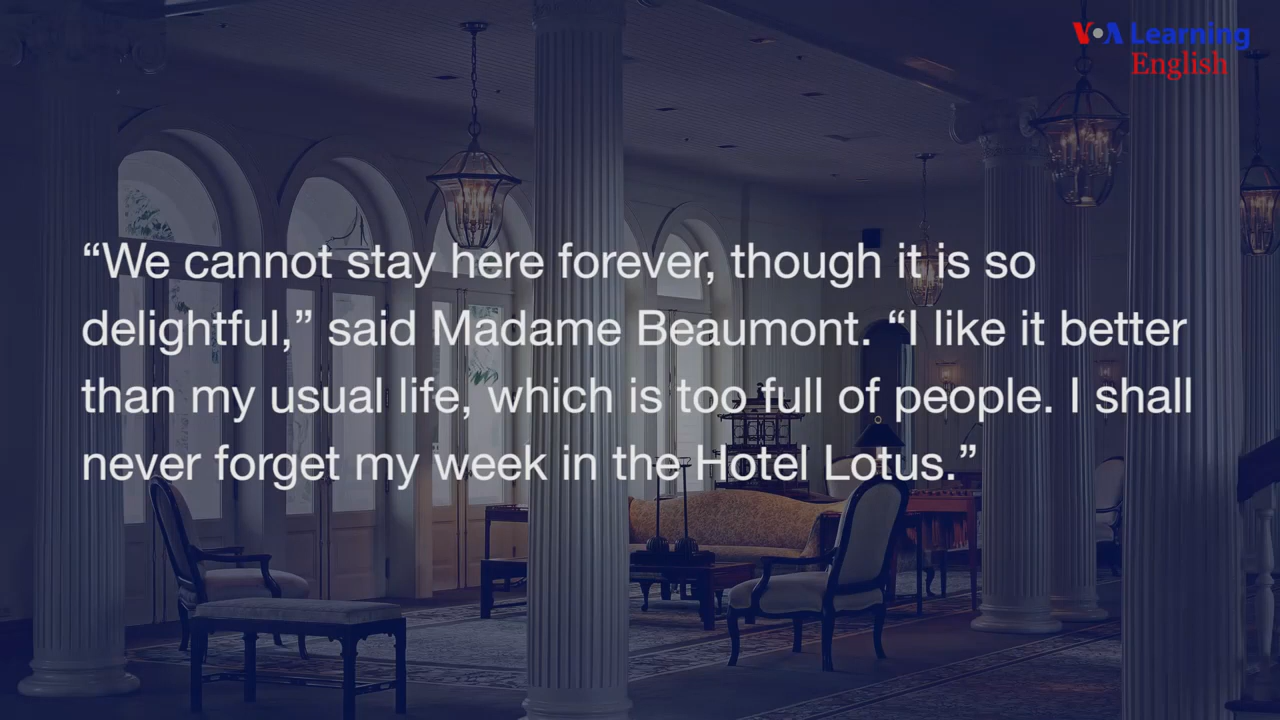 VOA Learning
English
“We cannot stay here forever, though it is so
delightful,” said Madame Beaumont. “I like it better
than my usual life, which is too full of people. I shall
never forget my week in the Hotel Lotus.”